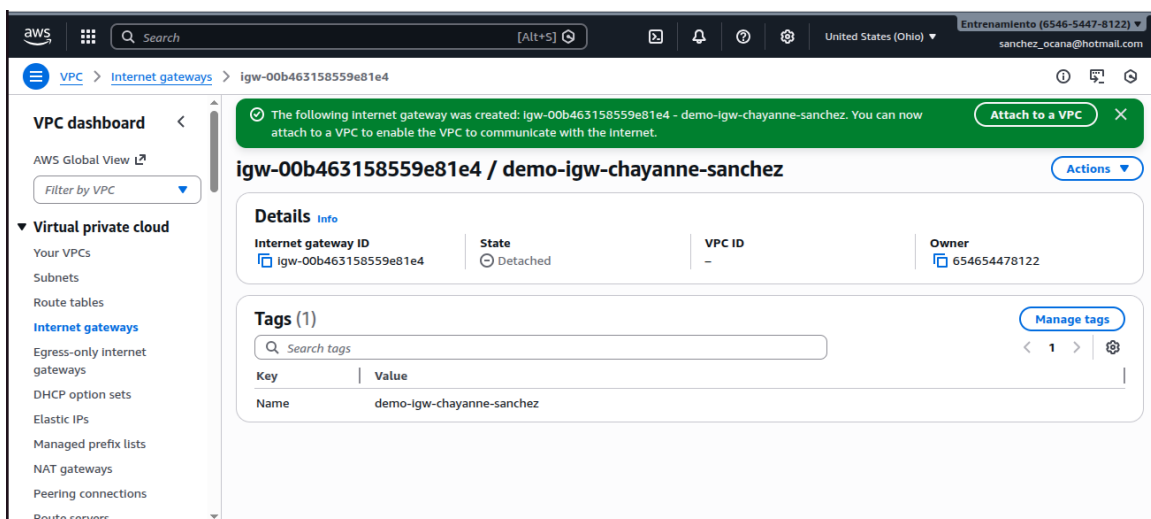 aws
Search [Alt+S] United States (Ohio) ▼ Entrenamiento (6546-5447-8122) ▼
sanchez_ocana@hotmail.com
VPC > Internet gateways > igw-00b463158559e81e4
VPC dashboard
AWS Global View
Filter by VPC
Virtual private cloud
Your VPCs
Subnets
Route tables
Internet gateways
Egress-only internet
gateways
DHCP option sets
Elastic IPs
Managed prefix lists
NAT gateways
Peering connections
Route servers
The following internet gateway was created: igw-00b463158559e81e4 - demo-igw-chayanne-sanchez. You can now
attach to a VPC to enable the VPC to communicate with the internet.
Attach to a VPC
igw-00b463158559e81e4 / demo-igw-chayanne-sanchez
Actions ▼
Details Info
Internet gateway ID
igw-00b463158559e81e4
State
Detached
VPC ID
–
Owner
654654478122
Tags (1)
Manage tags
Search tags
1
Key Value
Name demo-igw-chayanne-sanchez